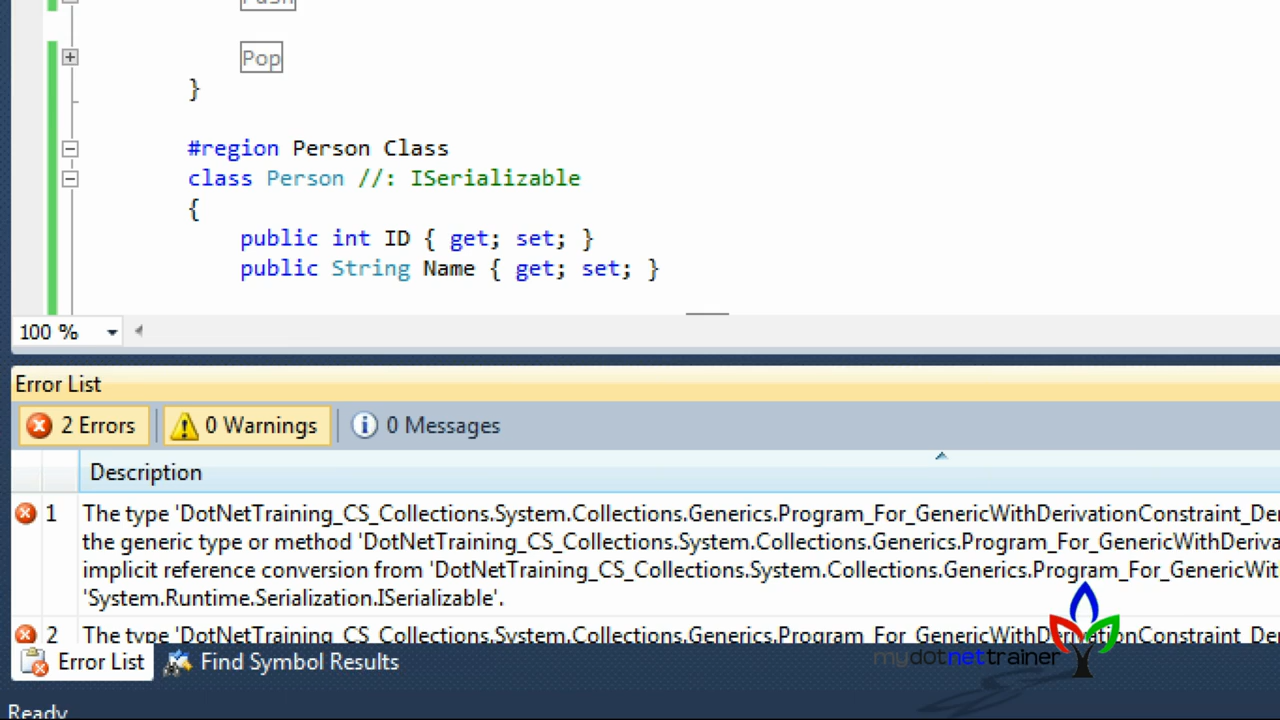 Push
Pop
}
#region Person Class
class Person //: ISerializable
{
public int ID { get; set; }
public String Name { get; set; }
100 %
Error List
2 Errors 0 Warnings 0 Messages
Description
1 The type 'DotNetTraining_CS_Collections.System.Collections.Generics.Program_For_GenericWithDerivationConstraint_De
the generic type or method 'DotNetTraining_CS_Collections.System.Collections.Generics.Program_For_GenericWithDeriva
implicit reference conversion from 'DotNetTraining_CS_Collections.System.Collections.Generics.Program_For_GenericWit
'System.Runtime.Serialization.ISerializable'.
2 The type 'DotNetTraining_CS_Collections.System.Collections.Generics.Program_For_GenericWithDerivationConstraint_De
Error List Find Symbol Results
mydotnettrainer
Ready